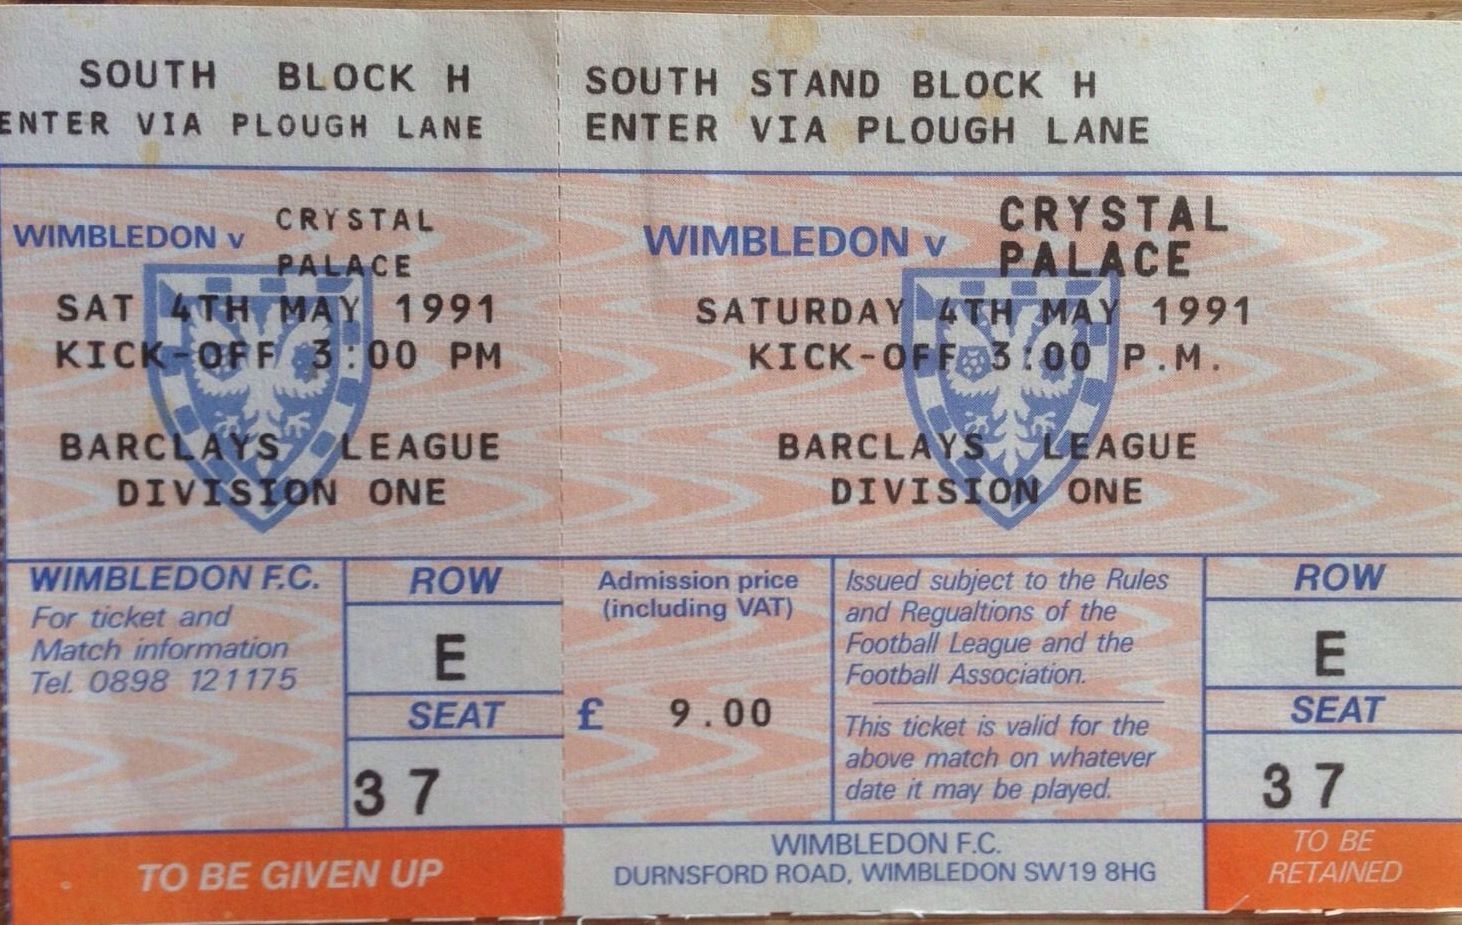 SOUTH BLOCK H
ENTER VIA PLOUGH LANE
WIMBLEDON v CRYSTAL
PALACE
SAT 4TH MAY 1991
KICK-OFF 3:00 PM
BARCLAYS LEAGUE
DIVISION ONE
WIMBLEDON F.C.
For ticket and
Match information
Tel. 0898 121175
ROW
E
SEAT
37
TO BE GIVEN UP
SOUTH STAND BLOCK H
ENTER VIA PLOUGH LANE
WIMBLEDON v CRYSTAL
PALACE
SATURDAY 4TH MAY 1991
KICK-OFF 3:00 P.M.
BARCLAYS LEAGUE
DIVISION ONE
Admission price
(including VAT)
£ 9.00
Issued subject to the Rules
and Regualtions of the
Football League and the
Football Association.
This ticket is valid for the
above match on whatever
date it may be played.
ROW
E
SEAT
37
WIMBLEDON F.C.
DURNSFORD ROAD, WIMBLEDON SW19 8HG
TO BE
RETAINED